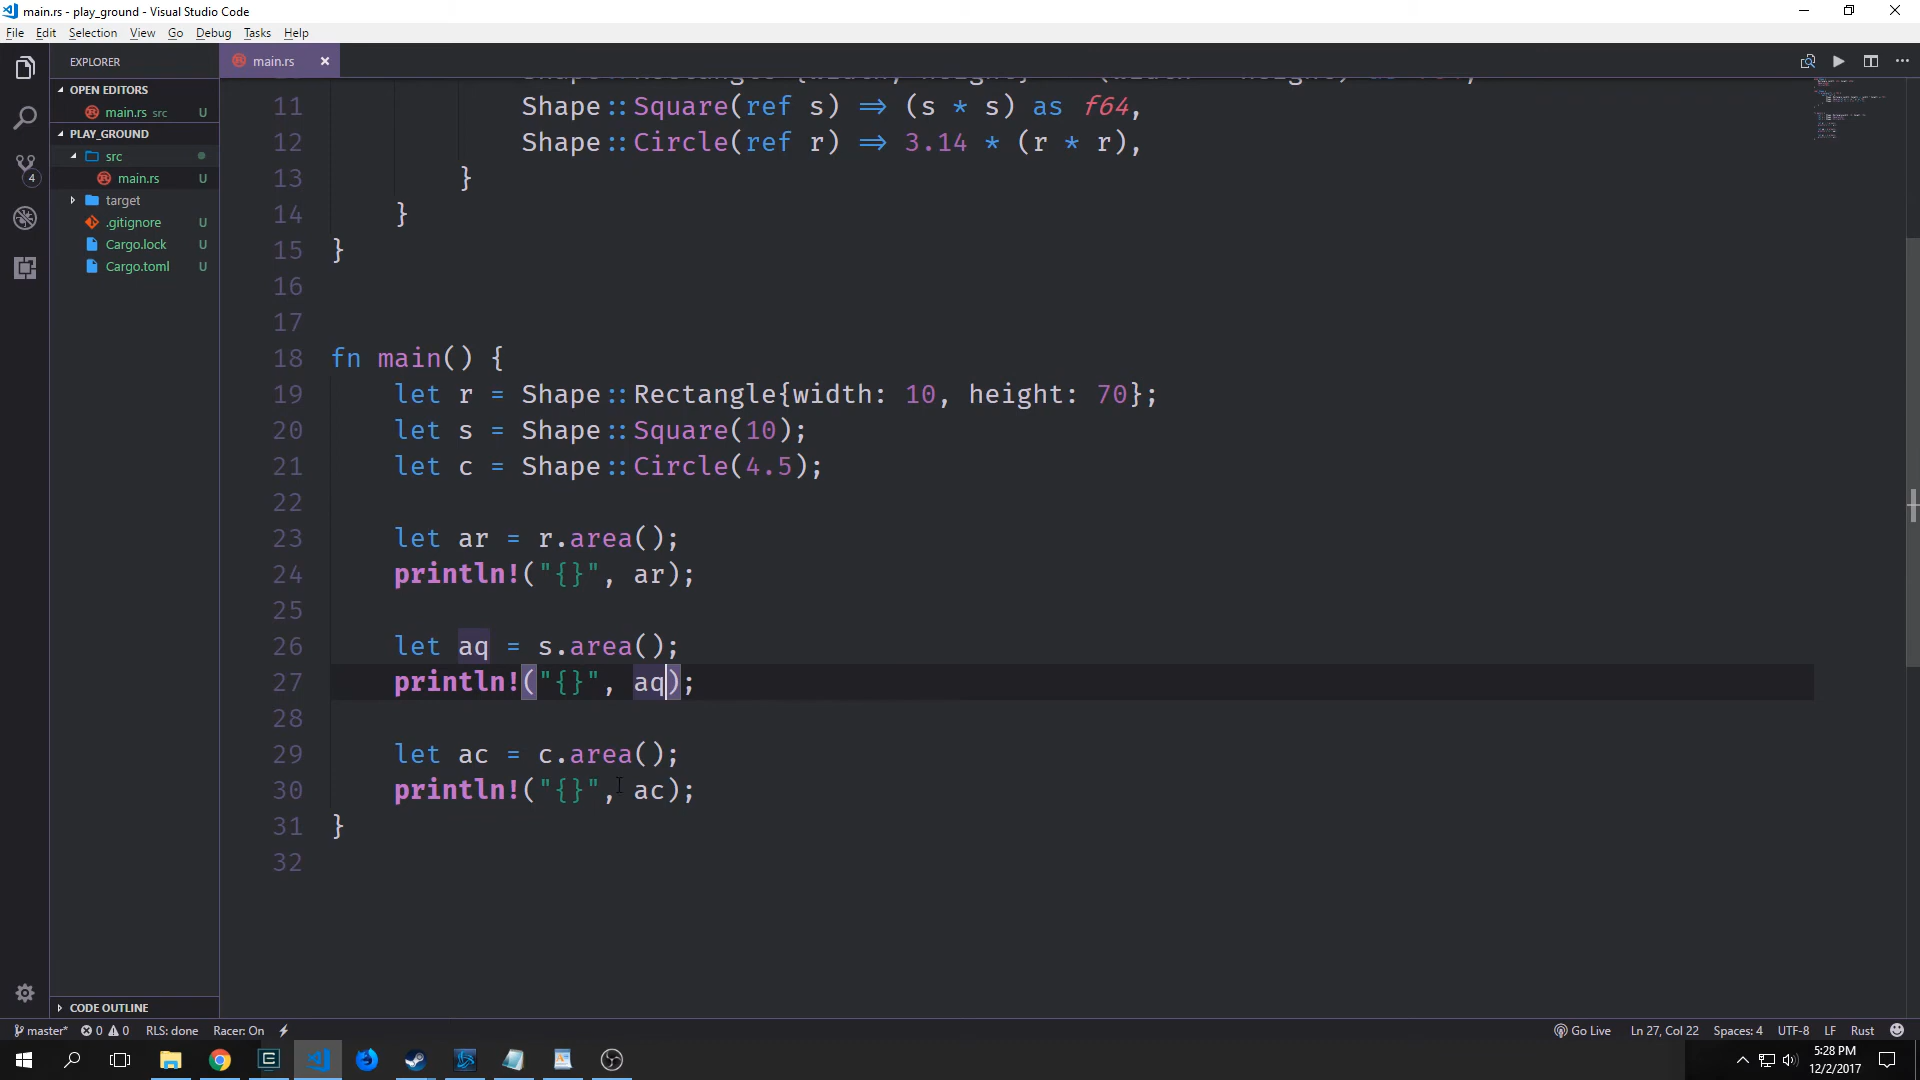 main.rs - play_ground - Visual Studio Code
File Edit Selection View Go Debug Tasks Help
EXPLORER
main.rs
OPEN EDITORS
main.rs src U
PLAY_GROUND
src
main.rs U
target
.gitignore U
Cargo.lock U
Cargo.toml U
4
11 Shape::Square(ref s) => (s * s) as f64,
12 Shape::Circle(ref r) => 3.14 * (r * r),
13 }
14 }
15 }
16
17
18 fn main() {
19 let r = Shape::Rectangle{width: 10, height: 70};
20 let s = Shape::Square(10);
21 let c = Shape::Circle(4.5);
22
23 let ar = r.area();
24 println!("{}", ar);
25
26 let aq = s.area();
27 println!("{}", aq);
28
29 let ac = c.area();
30 println!("{}", ac);
31 }
32
CODE OUTLINE
master* 0 0 RLS: done Racer: On Go Live Ln 27, Col 22 Spaces: 4 UTF-8 LF Rust
5:28 PM
12/2/2017